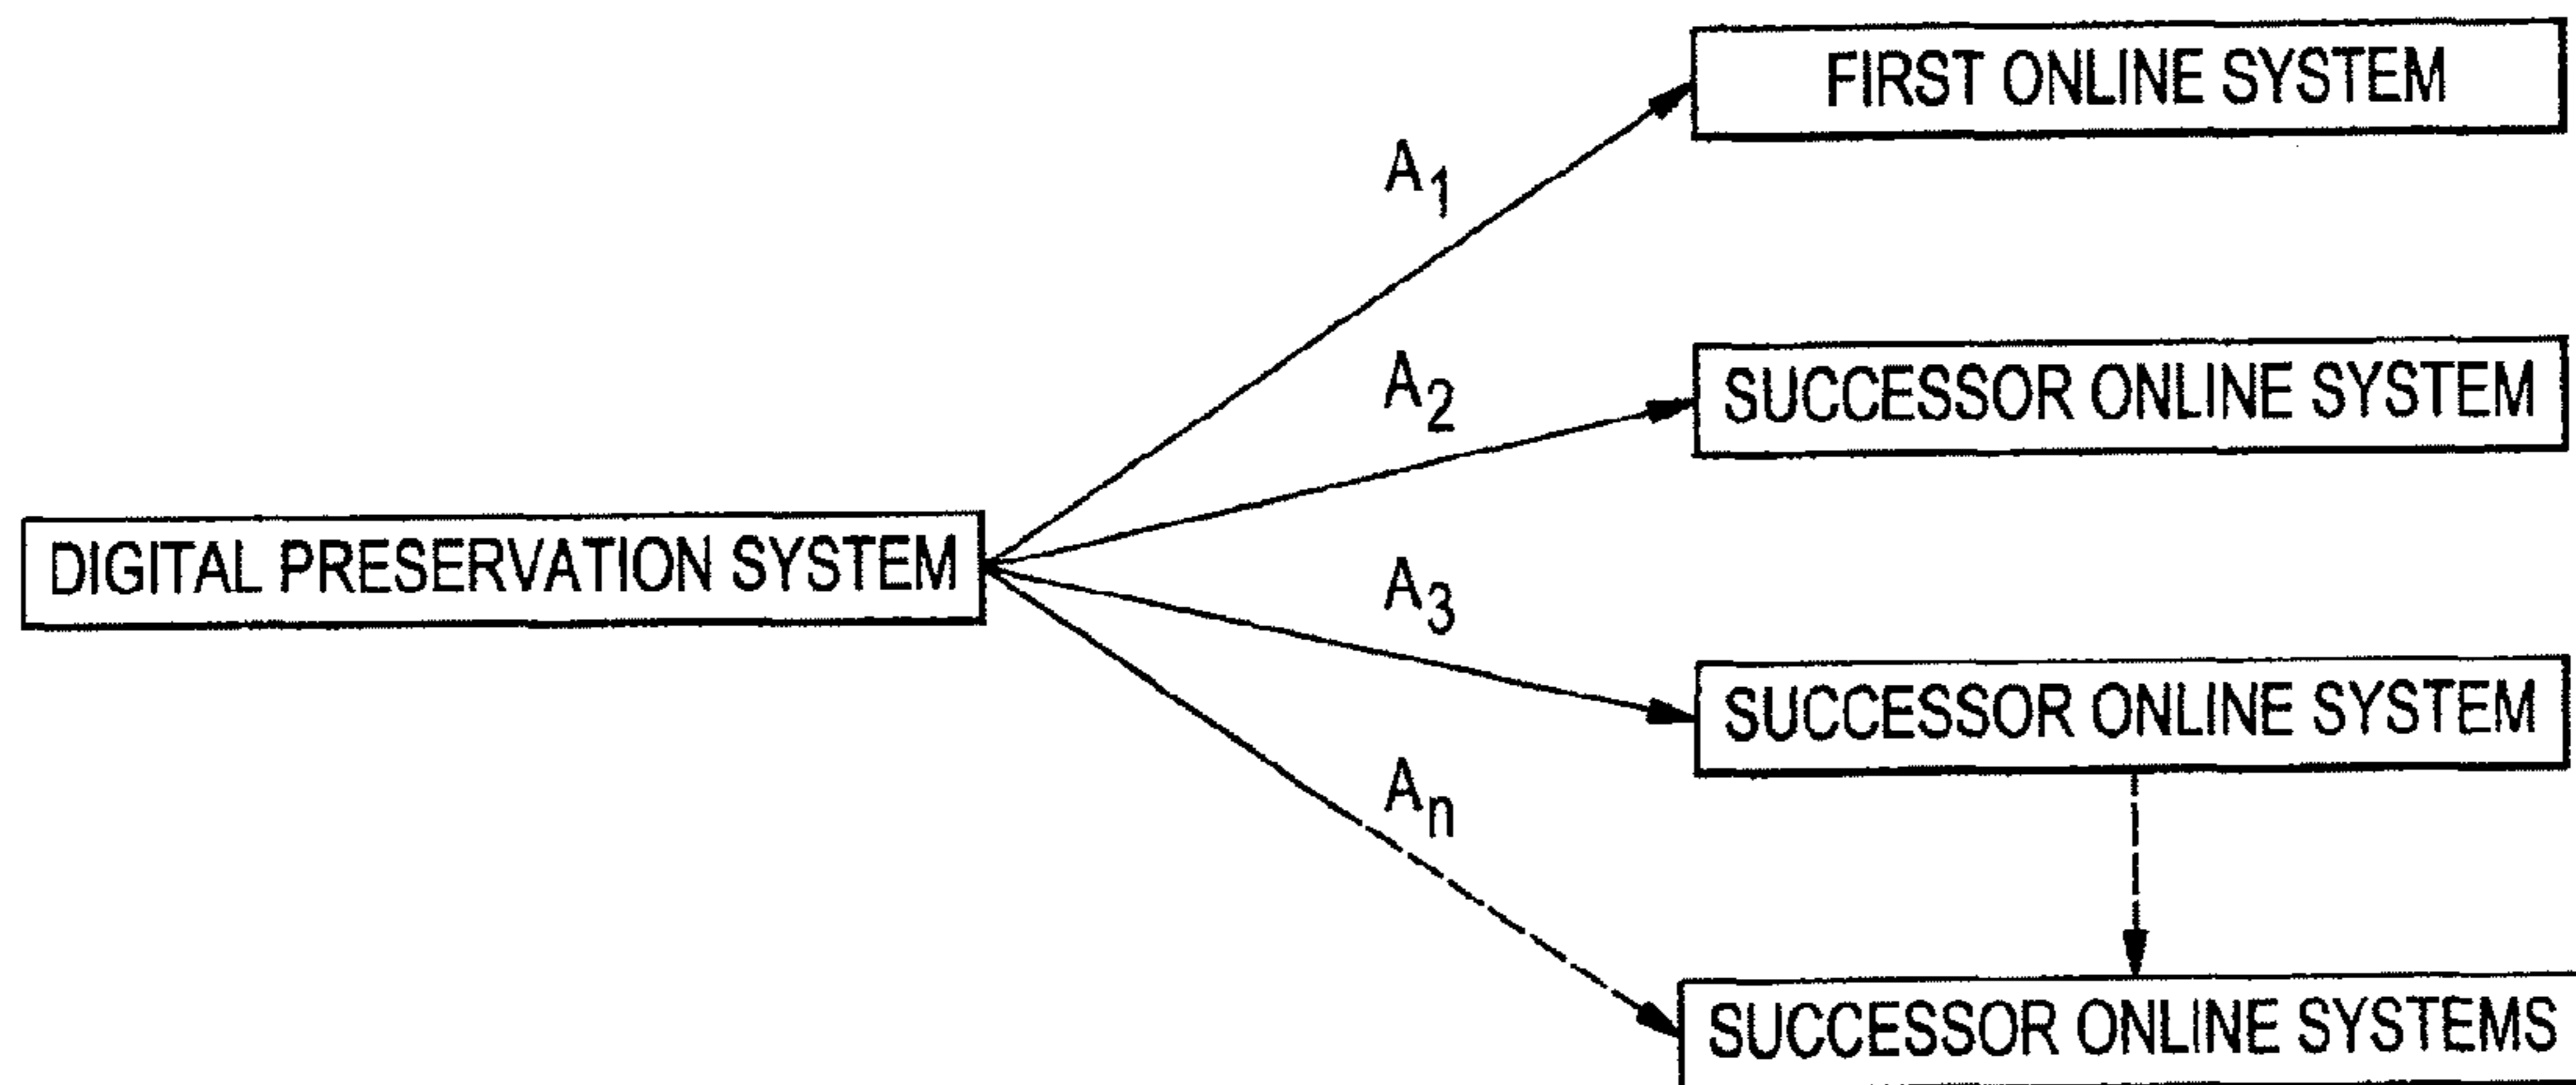 FIRST ONLINE SYSTEM
A1
A2
SUCCESSOR ONLINE SYSTEM
DIGITAL PRESERVATION SYSTEM
A3
SUCCESSOR ONLINE SYSTEM
An
SUCCESSOR ONLINE SYSTEMS